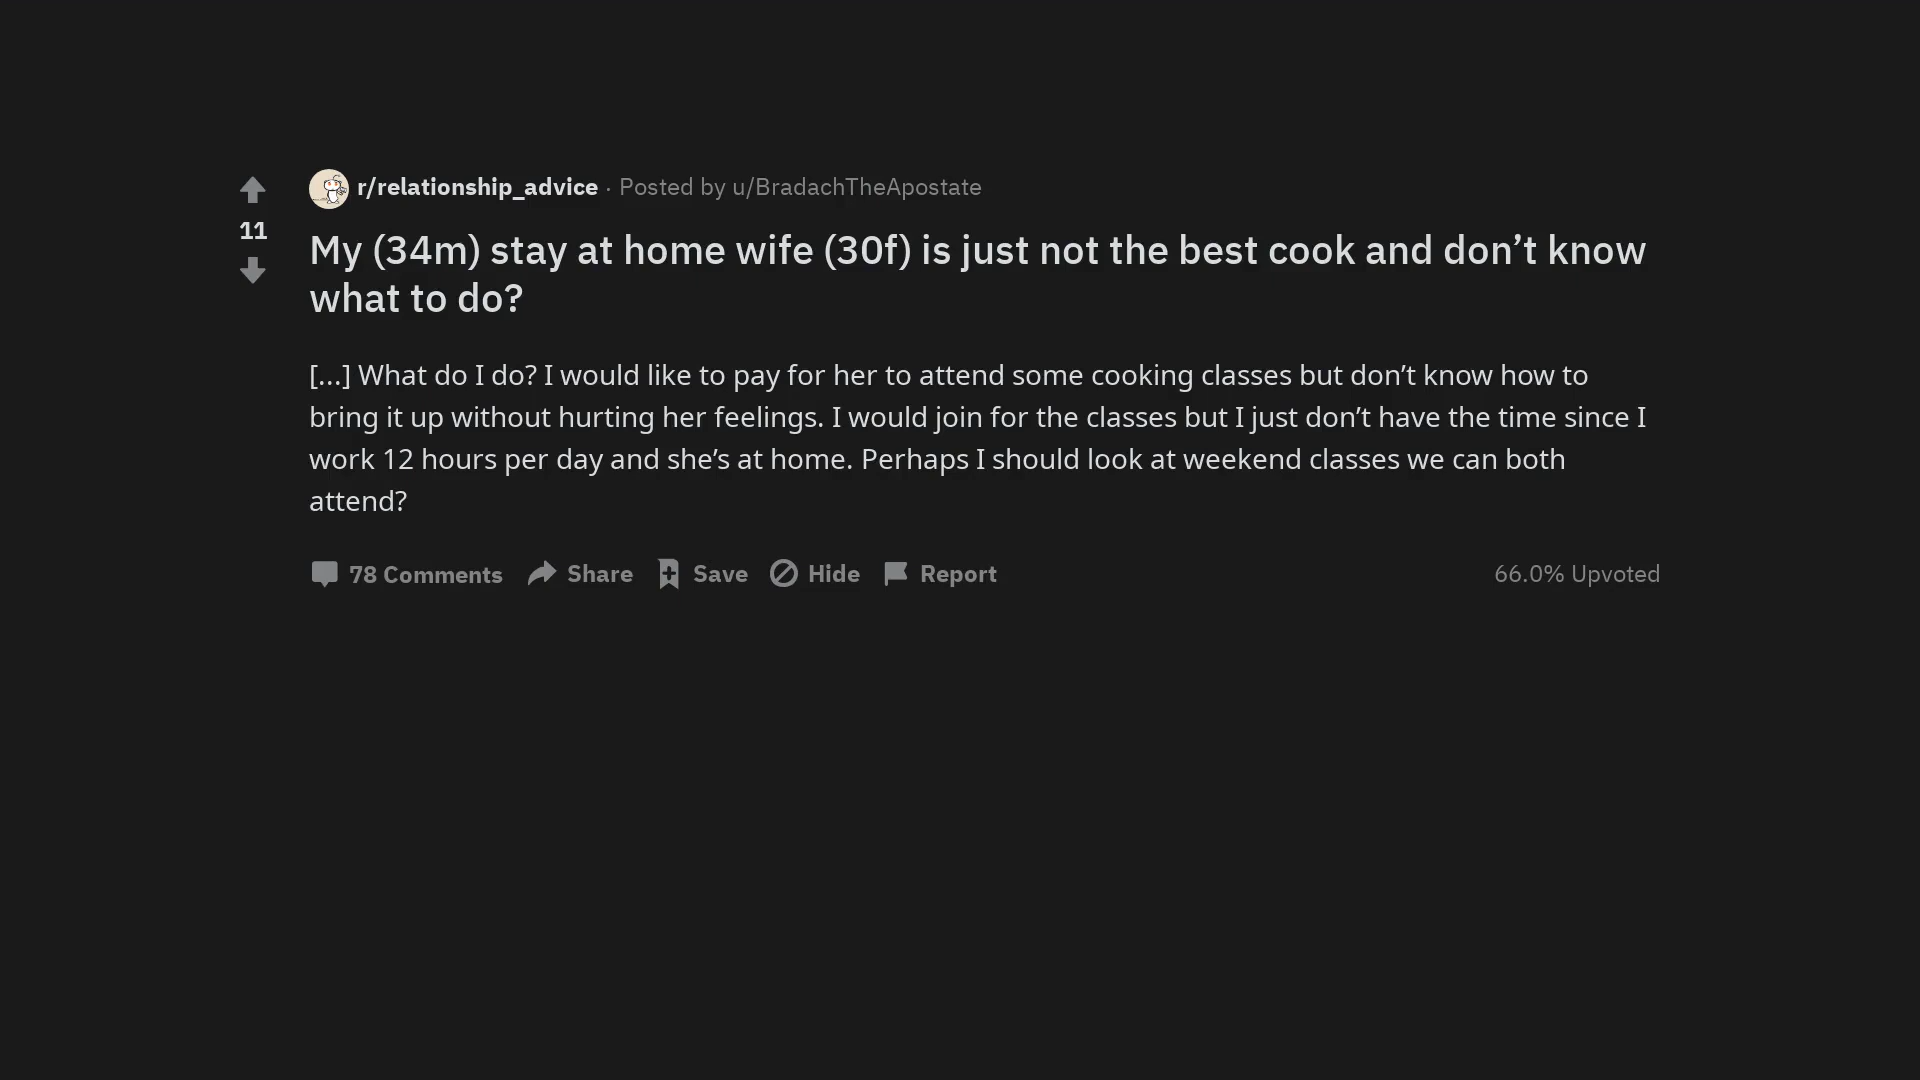 r/relationship_advice · Posted by u/BradachTheApostate
11
My (34m) stay at home wife (30f) is just not the best cook and don’t know
what to do?
[...] What do I do? I would like to pay for her to attend some cooking classes but don’t know how to
bring it up without hurting her feelings. I would join for the classes but I just don’t have the time since I
work 12 hours per day and she’s at home. Perhaps I should look at weekend classes we can both
attend?
78 Comments Share Save Hide Report 66.0% Upvoted